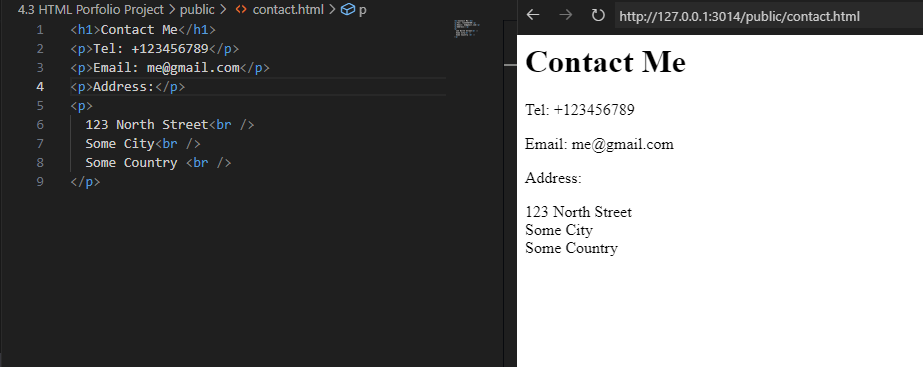 4.3 HTML Porfolio Project > public > <> contact.html > p
1 <h1>Contact Me</h1>
2 <p>Tel: +123456789</p>
3 <p>Email: me@gmail.com</p>
4 <p>Address:</p>
5 <p>
6 123 North Street<br />
7 Some City<br />
8 Some Country <br />
9 </p>
http://127.0.0.1:3014/public/contact.html
Contact Me
Tel: +123456789
Email: me@gmail.com
Address:
123 North Street
Some City
Some Country